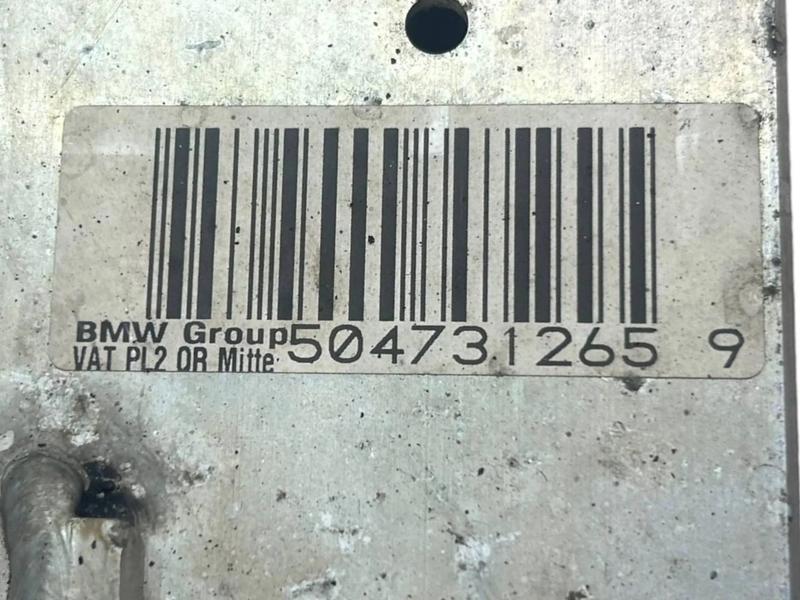 BMW Group 504731265 9
VAT PL2 OR Mitte